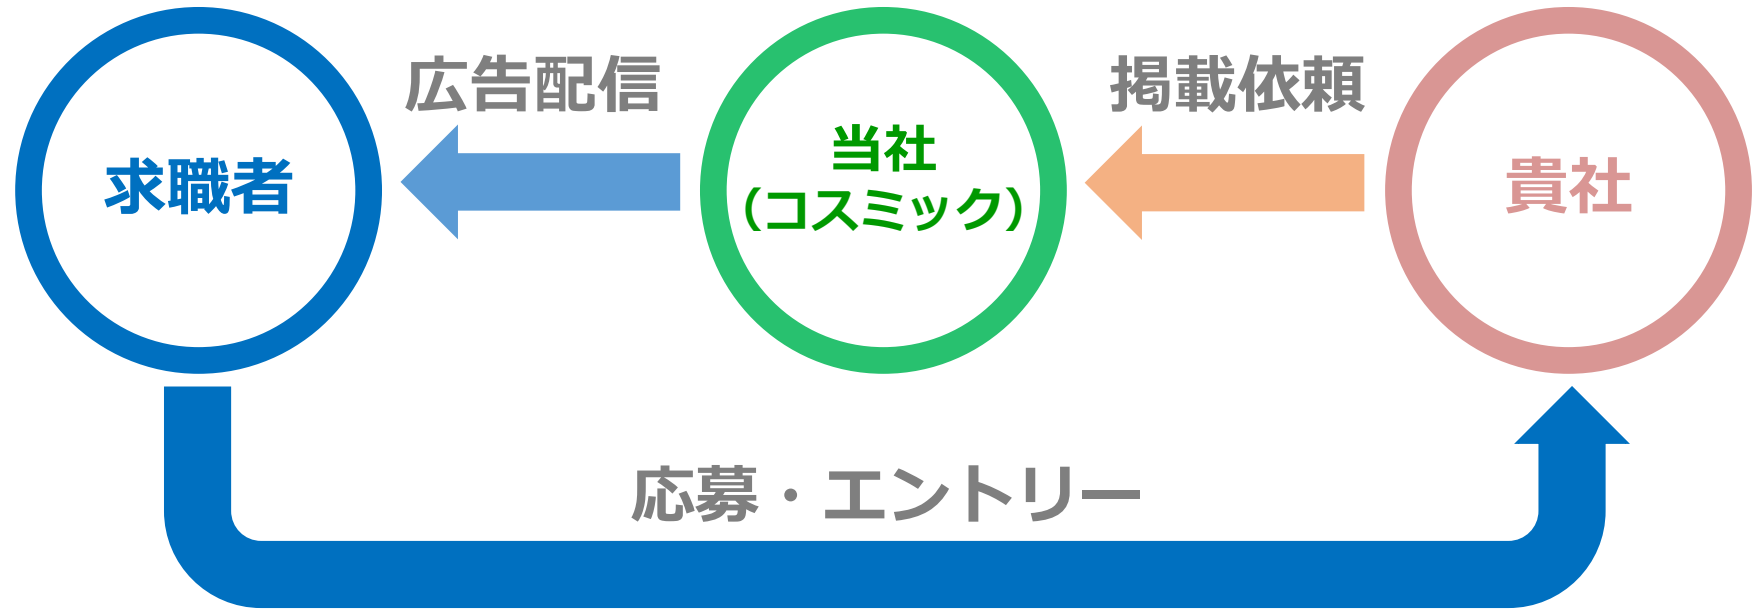 広告配信
掲載依頼
求職者
当社
（コスミック）
貴社
応募・エントリー